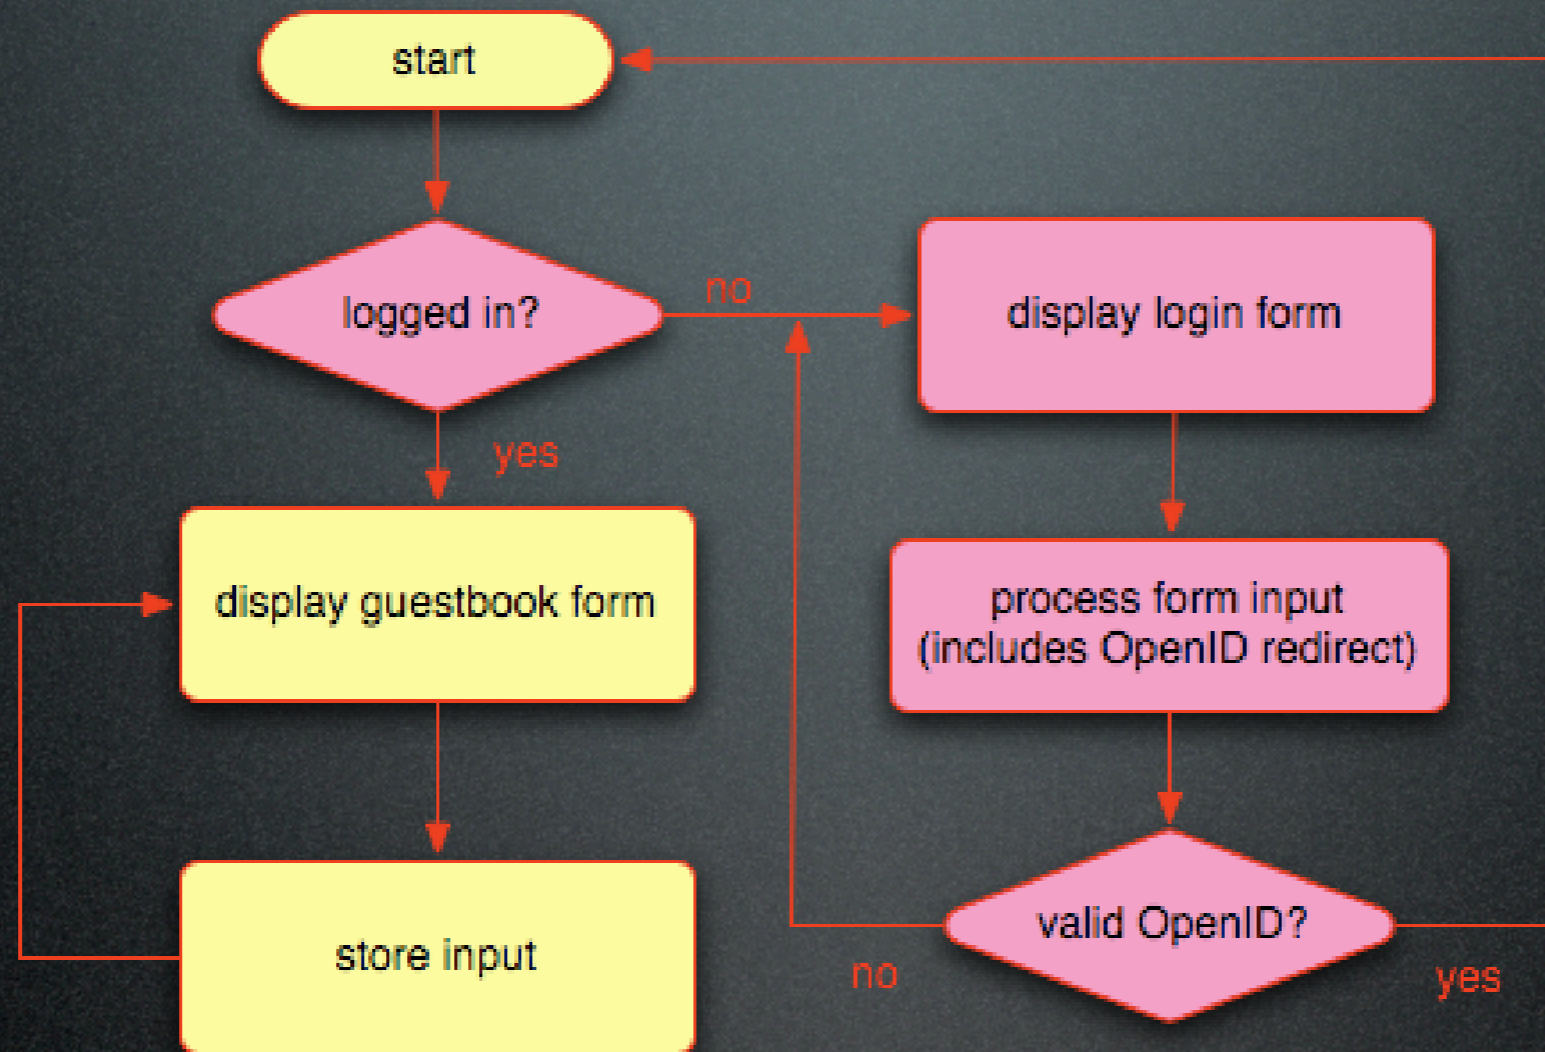 start
logged in?
no
display login form
yes
display guestbook form
process form input
(includes OpenID redirect)
valid OpenID?
store input
no
yes